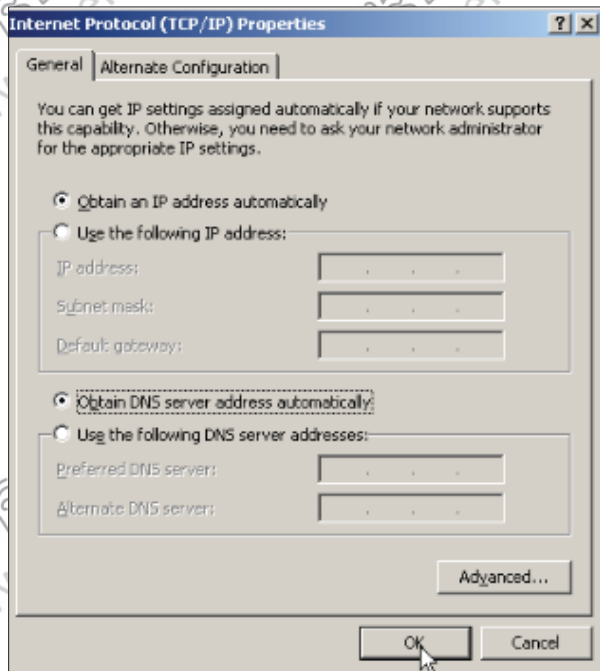 Internet Protocol (TCP/IP) Properties
General
Alternate Configuration
You can get IP settings assigned automatically if your network supports
this capability. Otherwise, you need to ask your network administrator
for the appropriate IP settings.
Obtain an IP address automatically
Use the following IP address:
IP address:
Subnet mask:
Default gateway:
Obtain DNS server address automatically
Use the following DNS server addresses:
Preferred DNS server:
Alternate DNS server:
Advanced...
OK
Cancel